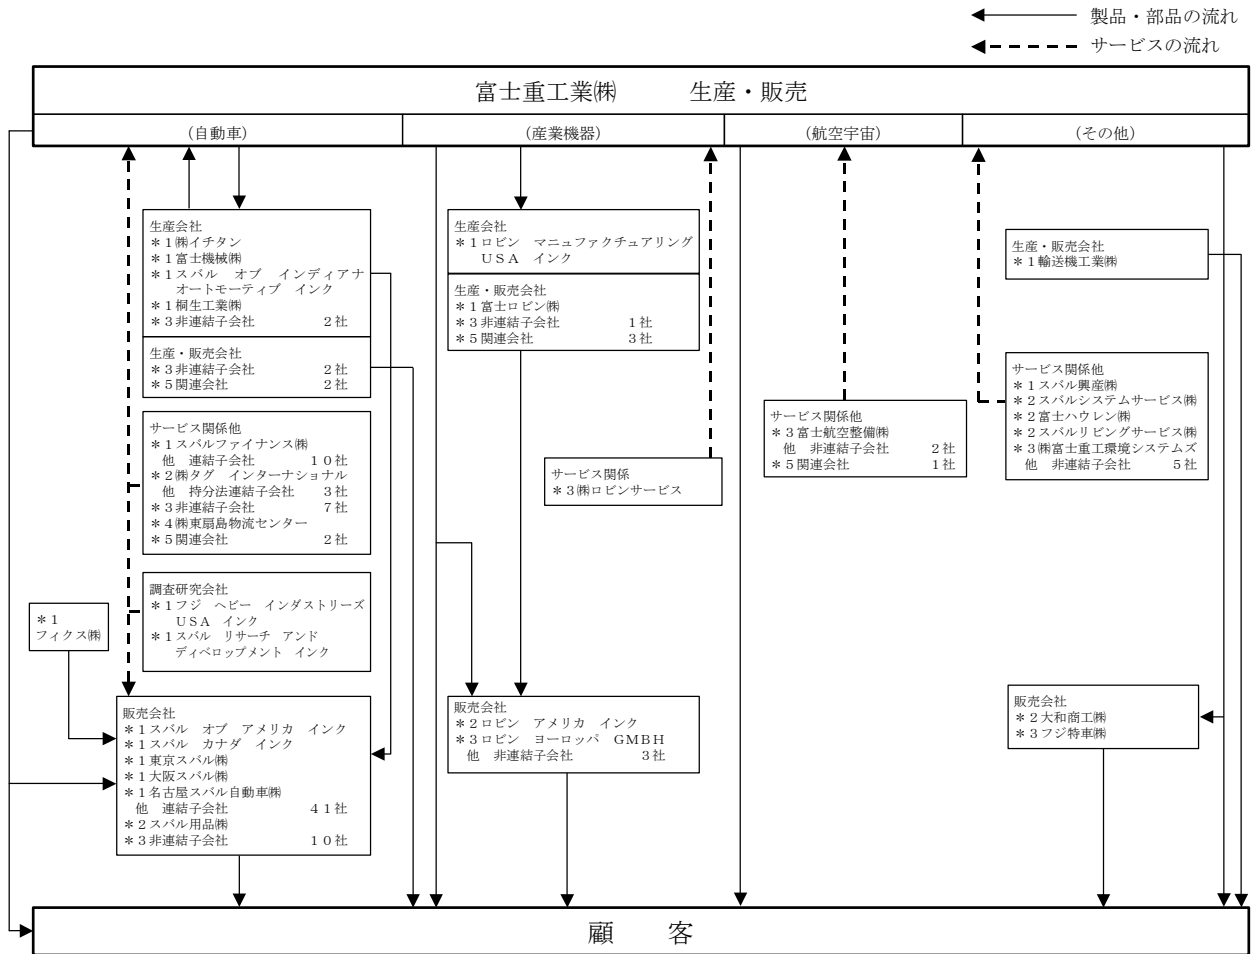 製品・部品の流れ
サービスの流れ
富士重工業㈱　　　生産・販売
（自動車）
（産業機器）
（航空宇宙）
（その他）
生産会社
＊１㈱イチタン
＊１富士機械㈱
＊１スバル　オブ　インディアナ
オートモーティブ　インク
＊１桐生工業㈱
＊３非連結子会社　　　　　２社
生産・販売会社
＊３非連結子会社　　　　　２社
＊５関連会社　　　　　　　２社
サービス関係他
＊１スバルファイナンス㈱
他　連結子会社　　　　　１０社
＊２㈱タグ　インターナショナル
他　持分法連結子会社　　３社
＊３非連結子会社　　　　　７社
＊４㈱東扇島物流センター
＊５関連会社　　　　　　　２社
調査研究会社
＊１フジ　ヘビー　インダストリーズ
ＵＳＡ　インク
＊１スバル　リサーチ　アンド
ディベロップメント　インク
＊１
フィクス㈱
販売会社
＊１スバル　オブ　アメリカ　インク
＊１スバル　カナダ　インク
＊１東京スバル㈱
＊１大阪スバル㈱
＊１名古屋スバル自動車㈱
他　連結子会社　　　　　４１社
＊２スバル用品㈱
＊３非連結子会社　　　　１０社
生産会社
＊１ロビン　マニュファクチュアリング
ＵＳＡ　インク
生産・販売会社
＊１富士ロビン㈱
＊３非連結子会社　　　　　１社
＊５関連会社　　　　　　　３社
サービス関係
＊３㈱ロビンサービス
販売会社
＊２ロビン　アメリカ　インク
＊３ロビン　ヨーロッパ　ＧＭＢＨ
他　非連結子会社　　　　３社
サービス関係他
＊３富士航空整備㈱
他　非連結子会社　　　　２社
＊５関連会社　　　　　　　１社
生産・販売会社
＊１輸送機工業㈱
サービス関係他
＊１スバル興産㈱
＊２スバルシステムサービス㈱
＊２富士ハウレン㈱
＊２スバルリビングサービス㈱
＊３㈱富士重工環境システムズ
他　非連結子会社　　　　５社
販売会社
＊２大和商工㈱
＊３フジ特車㈱
顧　　客